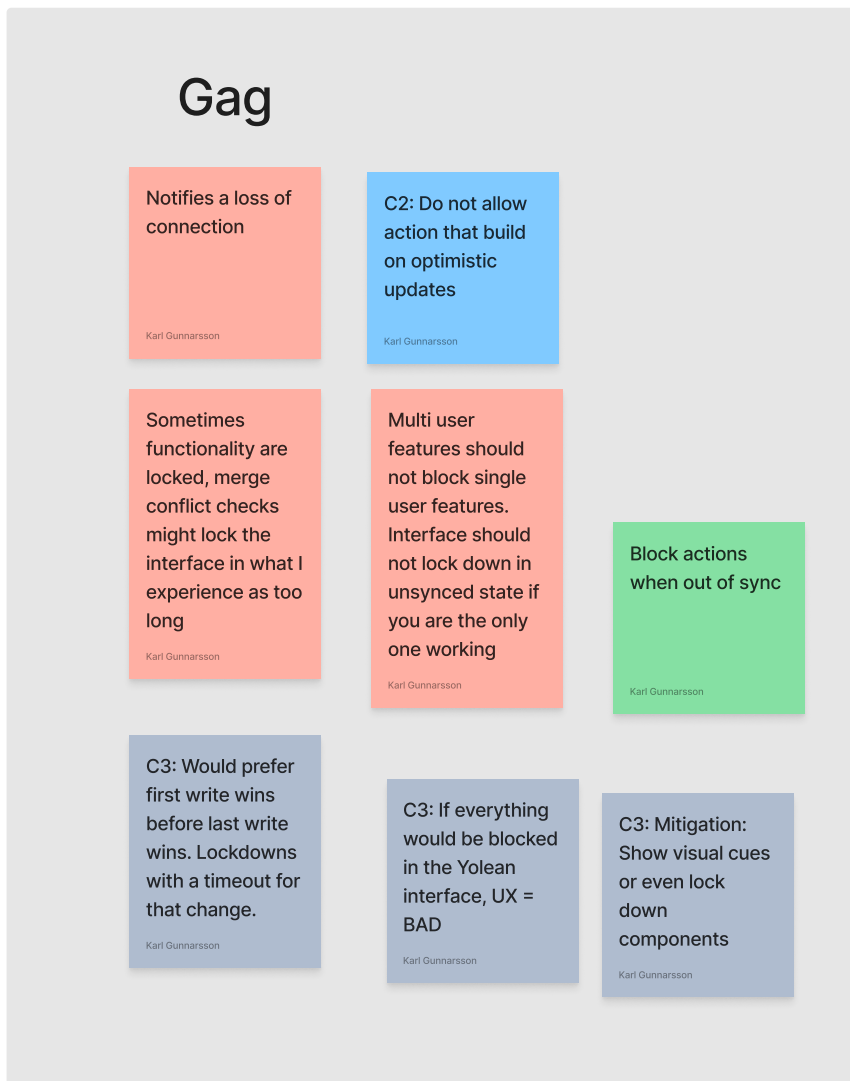 Gag
Notifies a loss of
connection
Karl Gunnarsson
C2: Do not allow
action that build
on optimistic
updates
Karl Gunnarsson
Sometimes
functionality are
locked, merge
conflict checks
might lock the
interface in what I
experience as too
long
Karl Gunnarsson
Multi user
features should
not block single
user features.
Interface should
not lock down in
unsynced state if
you are the only
one working
Karl Gunnarsson
Block actions
when out of sync
Karl Gunnarsson
C3: Would prefer
first write wins
before last write
wins. Lockdowns
with a timeout for
that change.
Karl Gunnarsson
C3: If everything
would be blocked
in the Yolean
interface, UX =
BAD
Karl Gunnarsson
C3: Mitigation:
Show visual cues
or even lock
down
components
Karl Gunnarsson